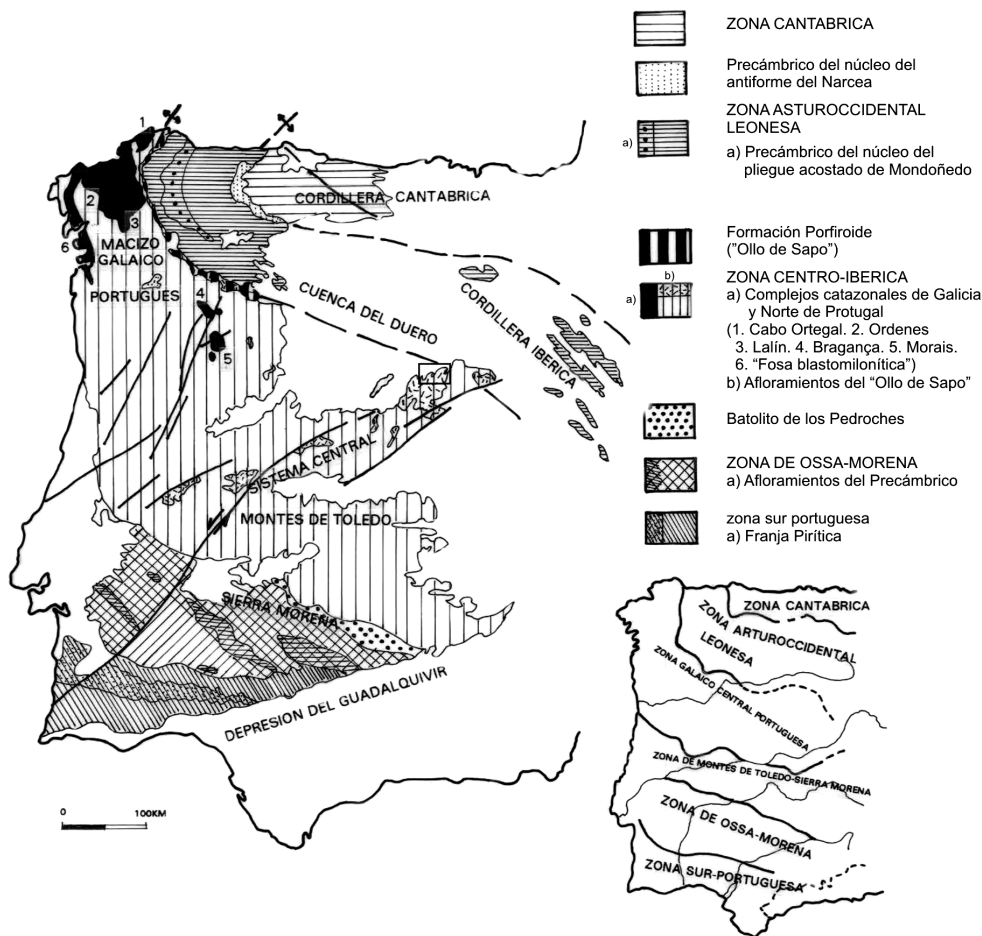 ZONA CANTABRICA
Precámbrico del núcleo del
antiforme del Narcea
ZONA ASTUROCCIDENTAL
LEONESA
a)
a) Precámbrico del núcleo del
pliegue acostado de Mondoñedo
Formación Porfiroide
("Ollo de Sapo")
b)
a)
ZONA CENTRO-IBERICA
a) Complejos catazonales de Galicia
y Norte de Protugal
(1. Cabo Ortegal. 2. Ordenes
3. Lalín. 4. Bragança. 5. Morais.
6. "Fosa blastomilonítica")
b) Afloramientos del "Ollo de Sapo"
Batolito de los Pedroches
ZONA DE OSSA-MORENA
a) Afloramientos del Precámbrico
zona sur portuguesa
a) Franja Pirítica
1
2
3
6
4
5
CORDILLERA CANTABRICA
MACIZO
GALAICO
PORTUGUES
CUENCA DEL DUERO
CORDILLERA IBERICA
SISTEMA CENTRAL
MONTES DE TOLEDO
SIERRA MORENA
DEPRESION DEL GUADALQUIVIR
0 100KM
ZONA CANTABRICA
ZONA ARTUROCCIDENTAL
LEONESA
ZONA GALAICO CENTRAL PORTUGUESA
ZONA DE MONTES DE TOLEDO-SIERRA MORENA
ZONA DE OSSA-MORENA
ZONA SUR-PORTUGUESA